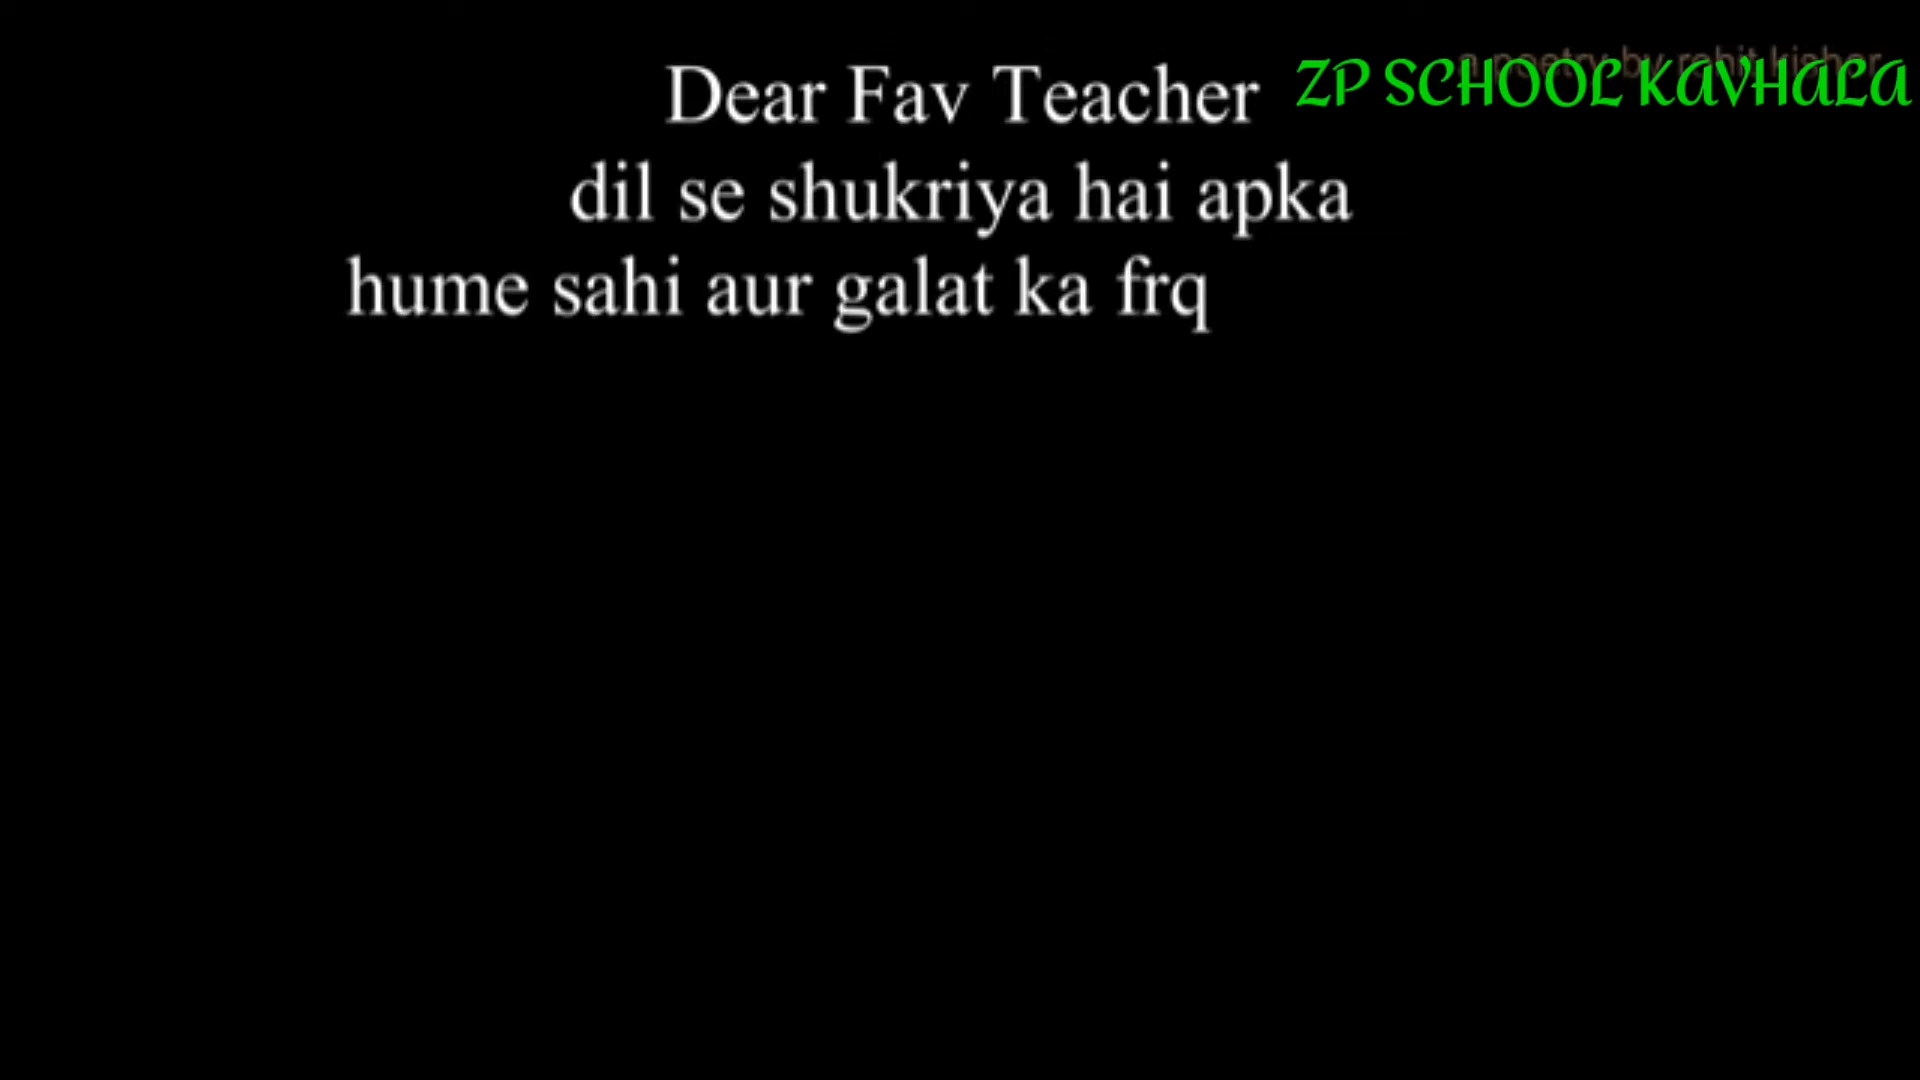 Dear Fav Teacher
ZP SCHOOL KAVHALA
dil se shukriya hai apka
hume sahi aur galat ka frq